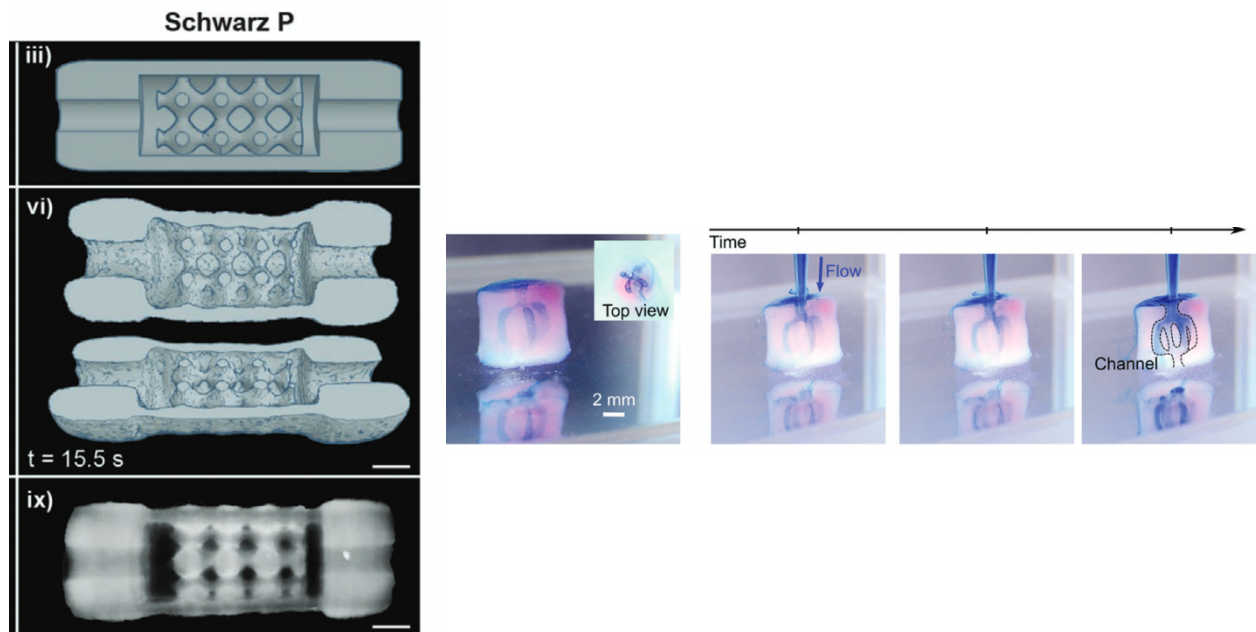 Schwarz P
iii)
vi)
t = 15.5 s
ix)
Top view
2 mm
Time
Flow
Channel